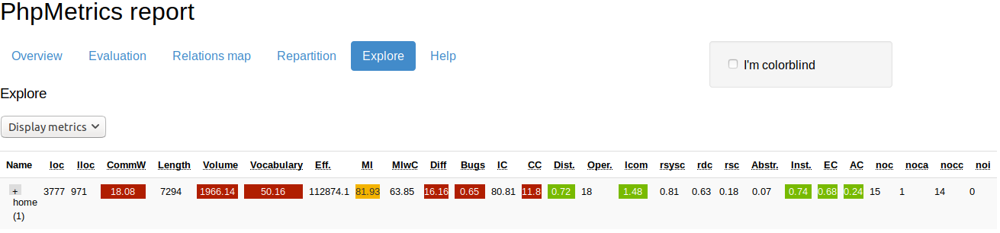 PhpMetrics report
Overview Evaluation Relations map Repartition Explore Help
I'm colorblind
Explore
Display metrics
Name loc lloc CommW Length Volume Vocabulary Eff. MI MIwC Diff Bugs IC CC Dist. Oper. lcom rsysc rdc rsc Abstr. Inst. EC AC noc noca nocc noi
+ 3777 971 18.08 7294 1966.14 50.16 112874.1 81.93 63.85 16.16 0.65 80.81 11.8 0.72 18 1.48 0.81 0.63 0.18 0.07 0.74 0.68 0.24 15 1 14 0
home
(1)